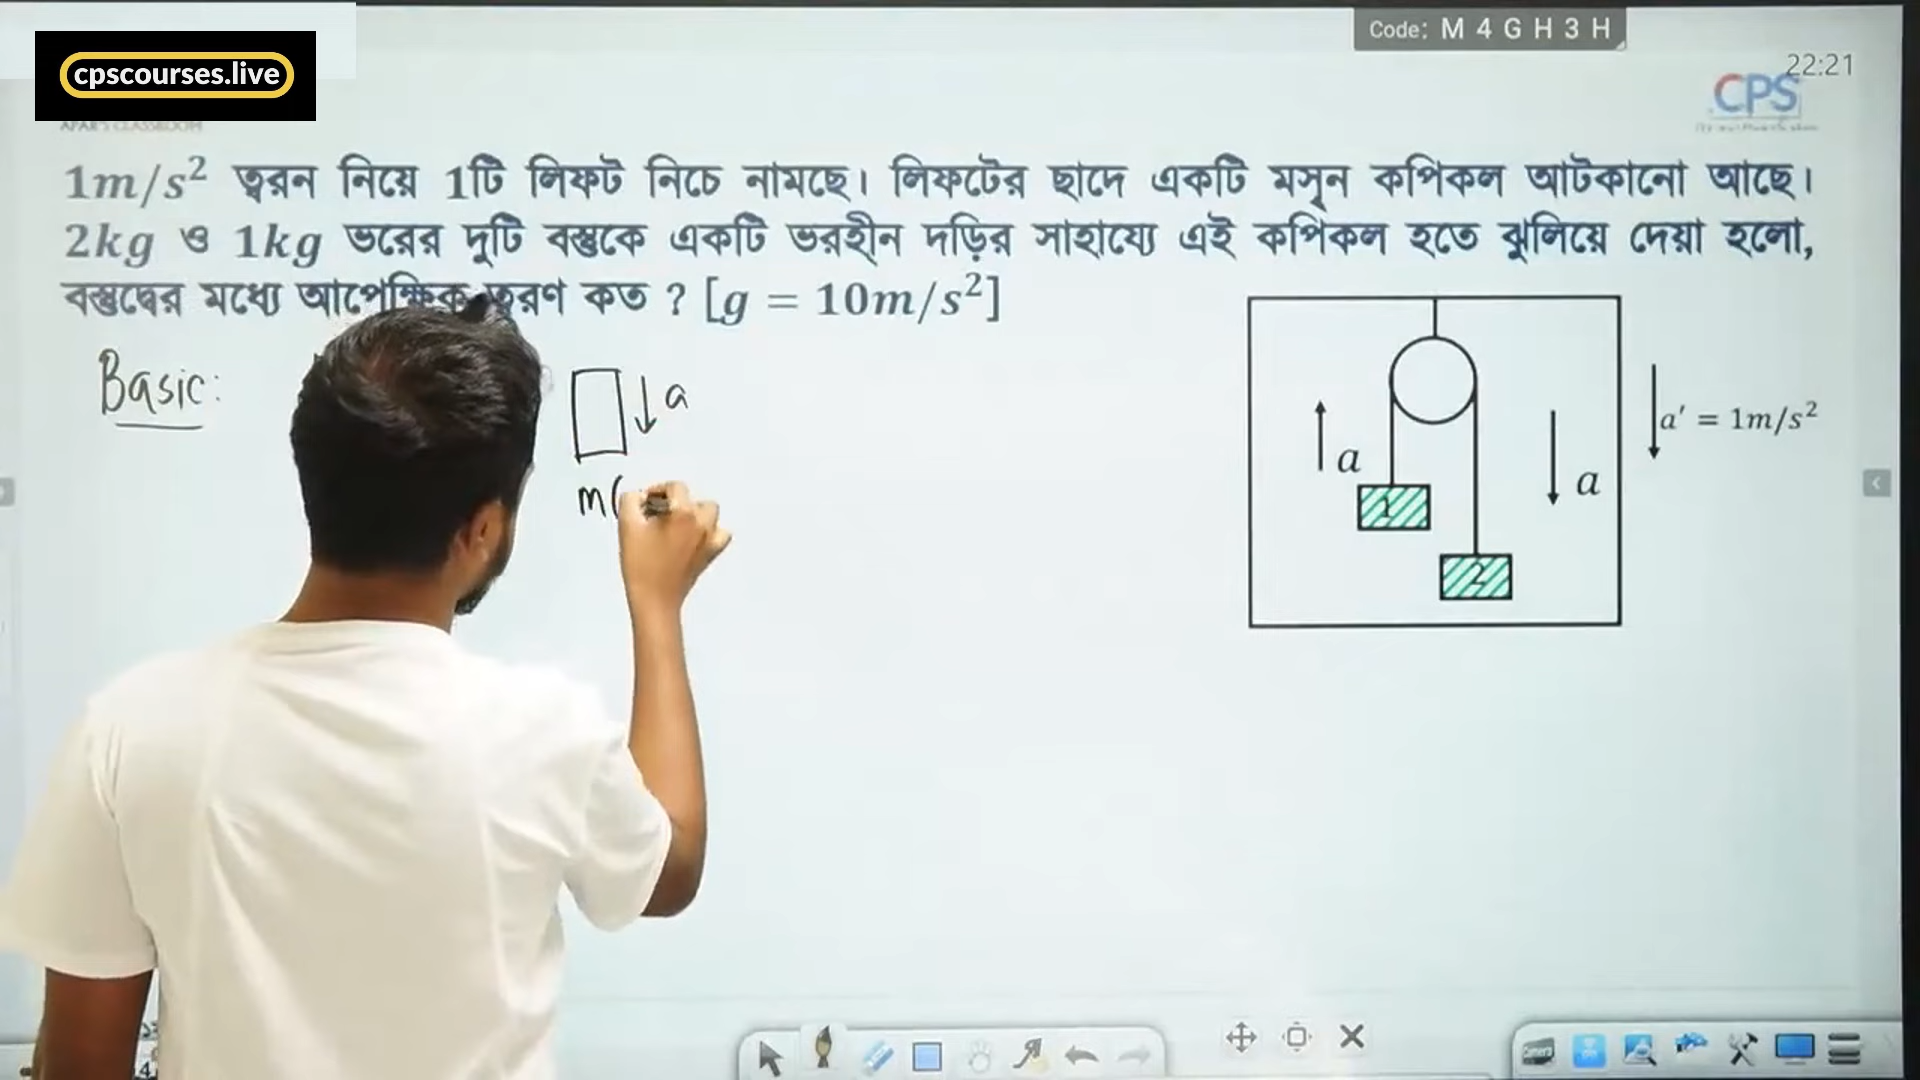 cpscourses.live
Code: M 4 G H 3 H
22:21
CPS
1m/s² ত্বরন নিয়ে 1টি লিফট নিচে নামছে। লিফটের ছাদে একটি মসৃন কপিকল আটকানো আছে।
2kg ও 1kg ভরের দুটি বস্তুকে একটি ভরহীন দড়ির সাহায্যে এই কপিকল হতে ঝুলিয়ে দেয়া হলো,
বস্তুদ্বের মধ্যে আপেক্ষিক ত্বরণ কত ? [g = 10m/s²]
Basic:
a
m(
a
1
2
a
a′ = 1m/s²